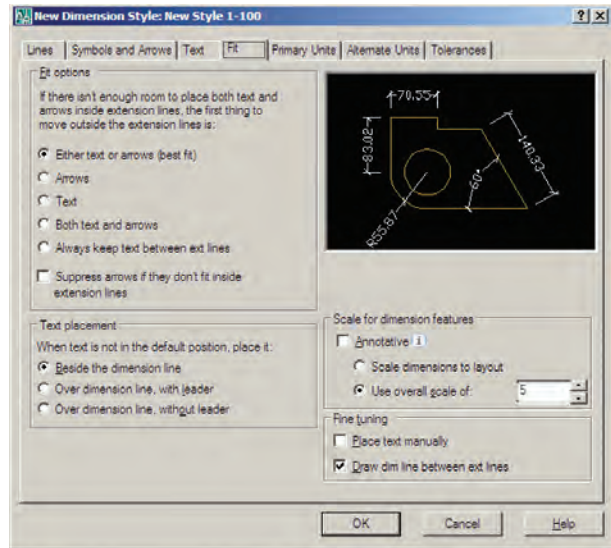 New Dimension Style: New Style 1-100
Lines
Symbols and Arrows
Text
Fit
Primary Units
Alternate Units
Tolerances
Fit options
If there isn't enough room to place both text and
arrows inside extension lines, the first thing to
move outside the extension lines is:
Either text or arrows (best fit)
Arrows
Text
Both text and arrows
Always keep text between ext lines
Suppress arrows if they don't fit inside
extension lines
Text placement
When text is not in the default position, place it:
Beside the dimension line
Over dimension line, with leader
Over dimension line, without leader
70.55
83.02
140.33
60°
R55.87
Scale for dimension features
Annotative
Scale dimensions to layout
Use overall scale of:
5
Fine tuning
Place text manually
Draw dim line between ext lines
OK
Cancel
Help